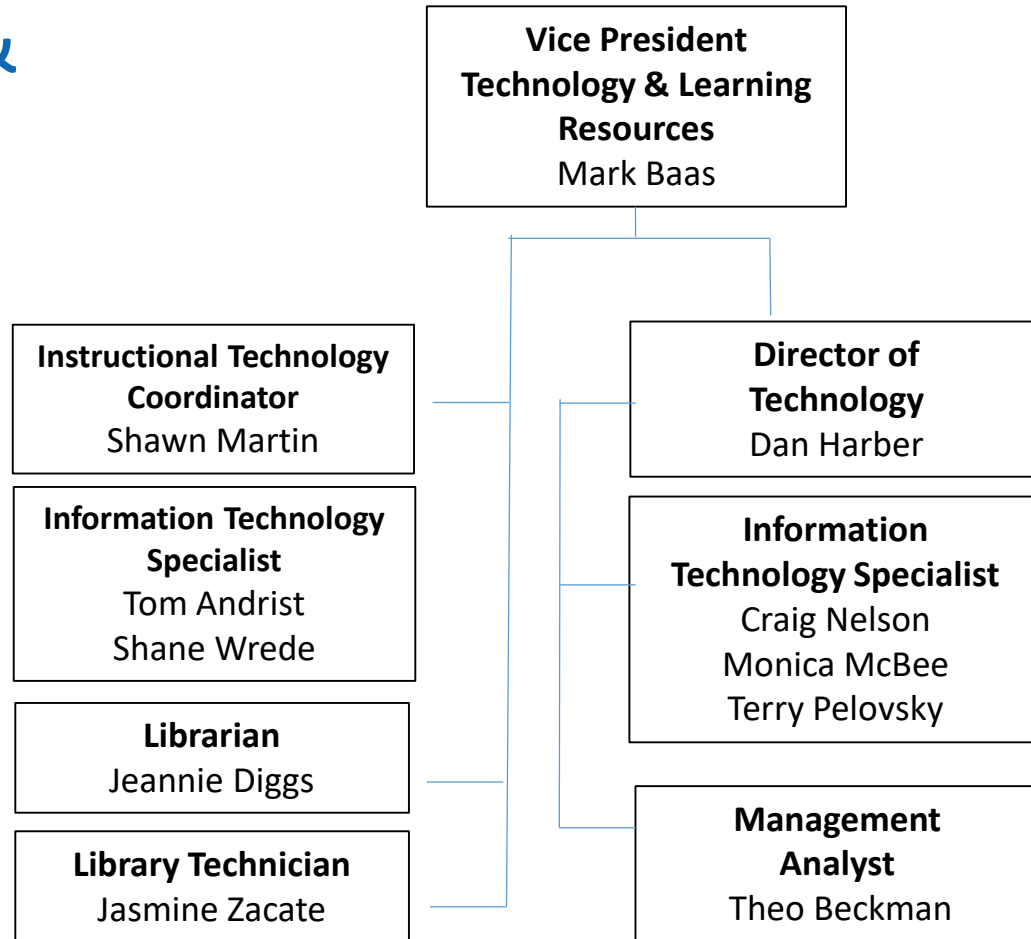 &
Vice President
Technology & Learning
Resources
Mark Baas
Instructional Technology
Coordinator
Shawn Martin
Information Technology
Specialist
Tom Andrist
Shane Wrede
Librarian
Jeannie Diggs
Library Technician
Jasmine Zacate
Director of
Technology
Dan Harber
Information
Technology Specialist
Craig Nelson
Monica McBee
Terry Pelovsky
Management
Analyst
Theo Beckman